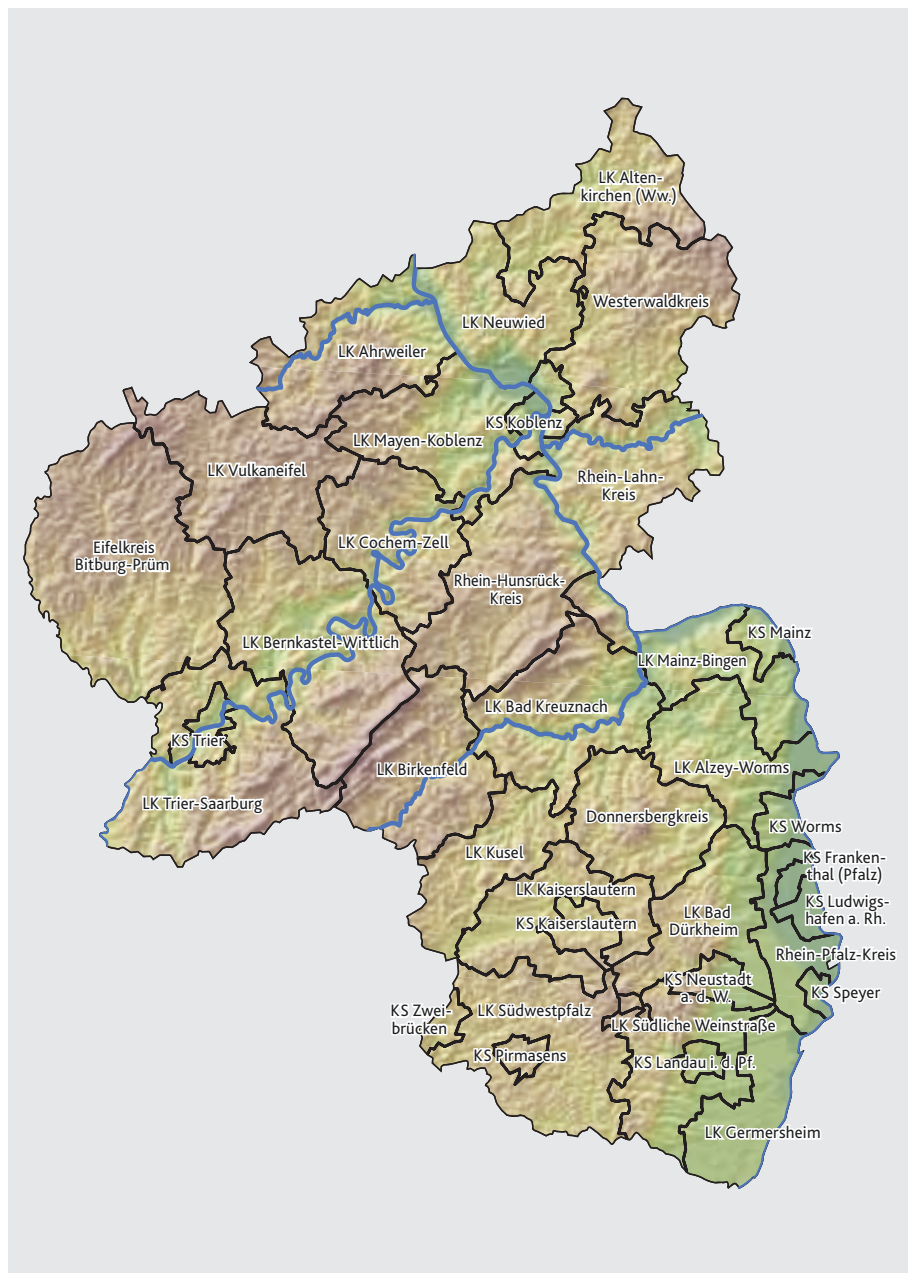 LK Alten-
kirchen (Ww.)
Westerwaldkreis
LK Neuwied
LK Ahrweiler
KS Koblenz
LK Mayen-Koblenz
LK Vulkaneifel
Rhein-Lahn-
Kreis
LK Cochem-Zell
Eifelkreis
Bitburg-Prüm
Rhein-Hunsrück-
Kreis
KS Mainz
LK Bernkastel-Wittlich
LK Mainz-Bingen
LK Bad Kreuznach
KS Trier
LK Birkenfeld
LK Alzey-Worms
LK Trier-Saarburg
Donnersbergkreis
KS Worms
LK Kusel
KS Franken-
thal (Pfalz)
LK Kaiserslautern
KS Ludwigs-
hafen a. Rh.
LK Bad
Dürkheim
KS Kaiserslautern
Rhein-Pfalz-Kreis
KS Neustadt
a. d. W.
KS Speyer
KS Zwei-
brücken
LK Südwestpfalz
LK Südliche Weinstraße
KS Pirmasens
KS Landau i. d. Pf.
LK Germersheim